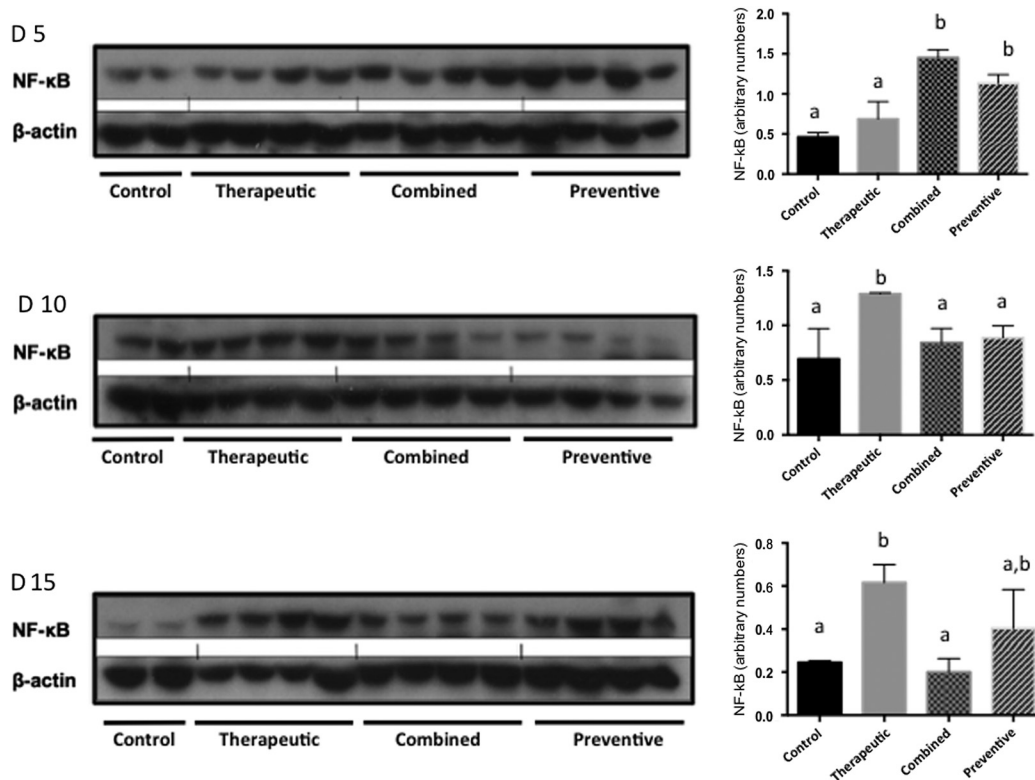 D 5
NF-κB
β-actin
Control Therapeutic Combined Preventive
NF-kB (arbitrary numbers)
2.0
1.5
1.0
0.5
0.0
a a b b
Control Therapeutic Combined Preventive
D 10
NF-κB
β-actin
Control Therapeutic Combined Preventive
NF-kB (arbitrary numbers)
1.5
1.0
0.5
0.0
a b a a
Control Therapeutic Combined Preventive
D 15
NF-κB
β-actin
Control Therapeutic Combined Preventive
NF-kB (arbitrary numbers)
0.8
0.6
0.4
0.2
0.0
a b a a,b
Control Therapeutic Combined Preventive